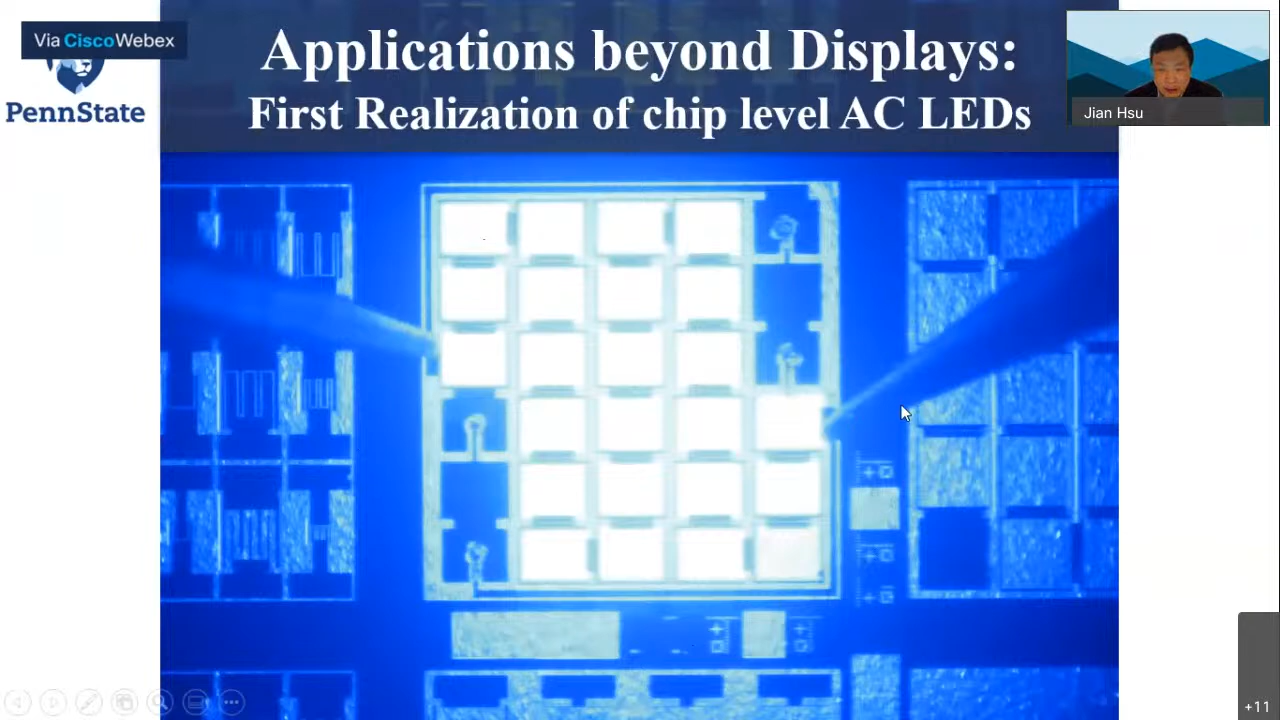 Via CiscoWebex
PennState
Applications beyond Displays:
First Realization of chip level AC LEDs
Jian Hsu
+11